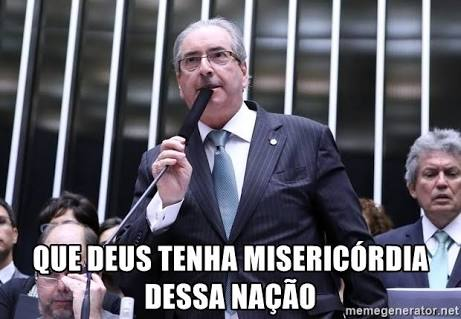 QUE DEUS TENHA MISERICÓRDIA
DESSA NAÇÃO
memegenerator.net